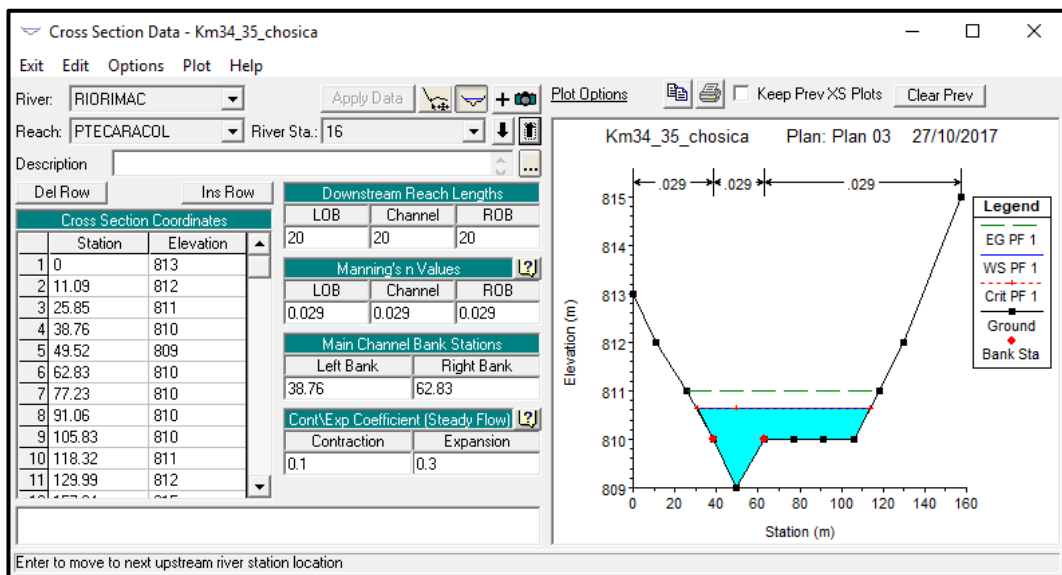 Cross Section Data - Km34_35_chosica
Exit Edit Options Plot Help
River: RIORIMAC Apply Data + Plot Options Keep Prev XS Plots Clear Prev
Reach: PTECARACOL River Sta.: 16
Description ...
Del Row Ins Row
Cross Section Coordinates
Station Elevation
1 0 813
2 11.09 812
3 25.85 811
4 38.76 810
5 49.52 809
6 62.83 810
7 77.23 810
8 91.06 810
9 105.83 810
10 118.32 811
11 129.99 812
Downstream Reach Lengths
LOB Channel ROB
20 20 20
Manning's n Values ?
LOB Channel ROB
0.029 0.029 0.029
Main Channel Bank Stations
Left Bank Right Bank
38.76 62.83
Cont\Exp Coefficient (Steady Flow) ?
Contraction Expansion
0.1 0.3
Km34_35_chosica Plan: Plan 03 27/10/2017
.029 .029 .029
815
814
813
812
811
810
809
Elevation (m)
0 20 40 60 80 100 120 140 160
Station (m)
Legend
EG PF 1
WS PF 1
Crit PF 1
Ground
Bank Sta
Enter to move to next upstream river station location